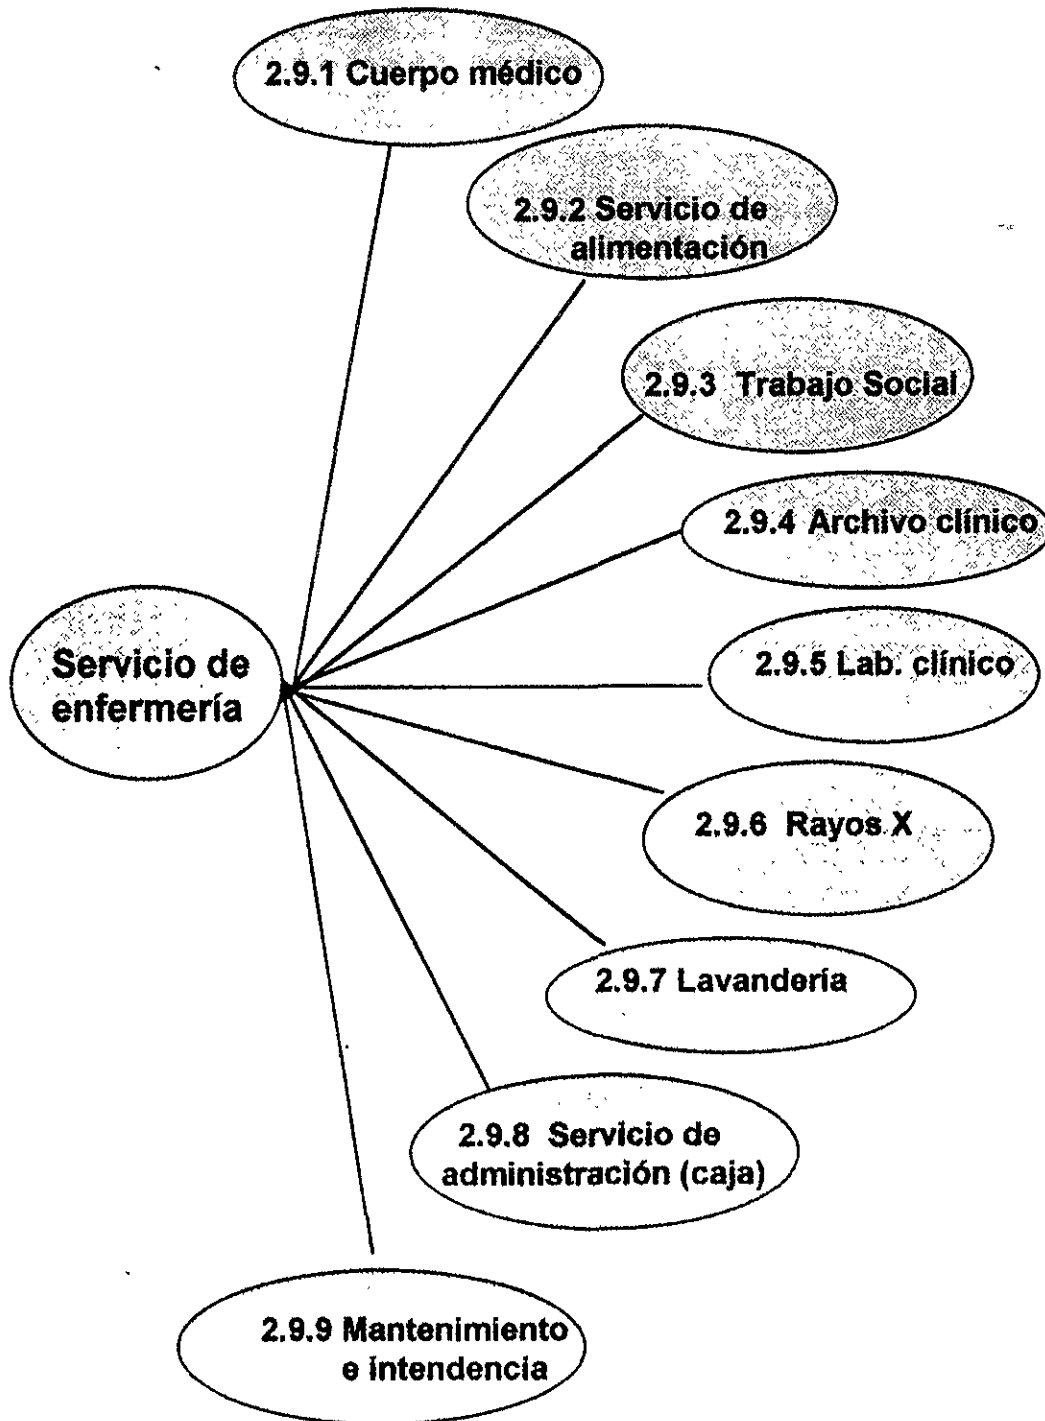 2.9.1 Cuerpo médico
2.9.2 Servicio de
alimentación
2.9.3 Trabajo Social
2.9.4 Archivo clínico
Servicio de
enfermería
2.9.5 Lab. clínico
2.9.6 Rayos X
2.9.7 Lavandería
2.9.8 Servicio de
administración (caja)
2.9.9 Mantenimiento
e intendencia